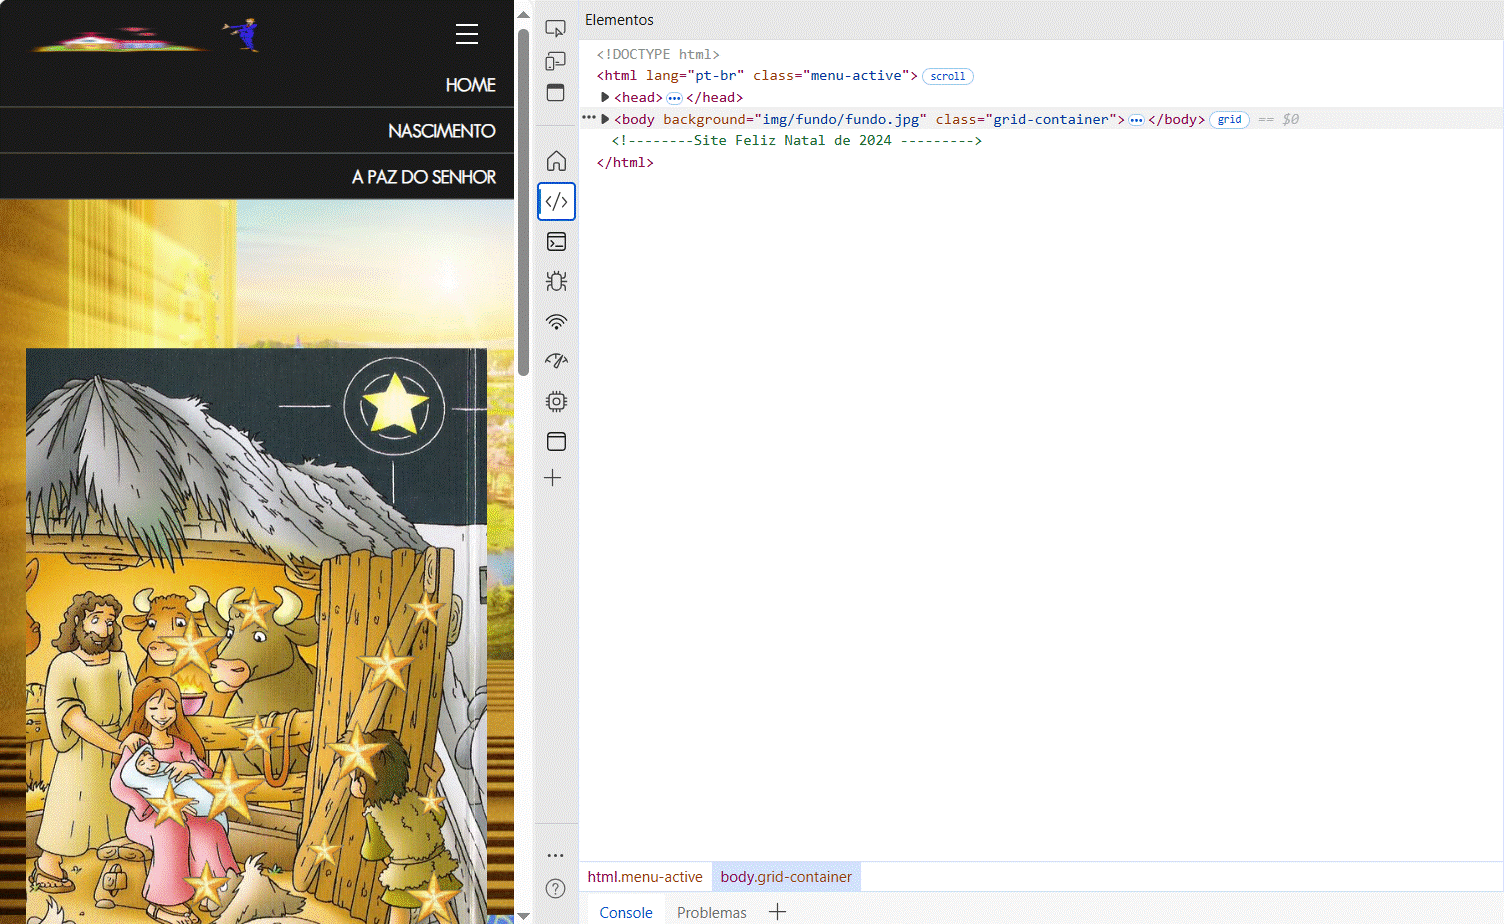 HOME
NASCIMENTO
A PAZ DO SENHOR
Elementos
<!DOCTYPE html>
<html lang="pt-br" class="menu-active"> scroll
<head> ••• </head>
••• <body background="img/fundo/fundo.jpg" class="grid-container"> ••• </body> grid == $0
<!--------Site Feliz Natal de 2024 --------->
</html>
html.menu-active body.grid-container
Console Problemas